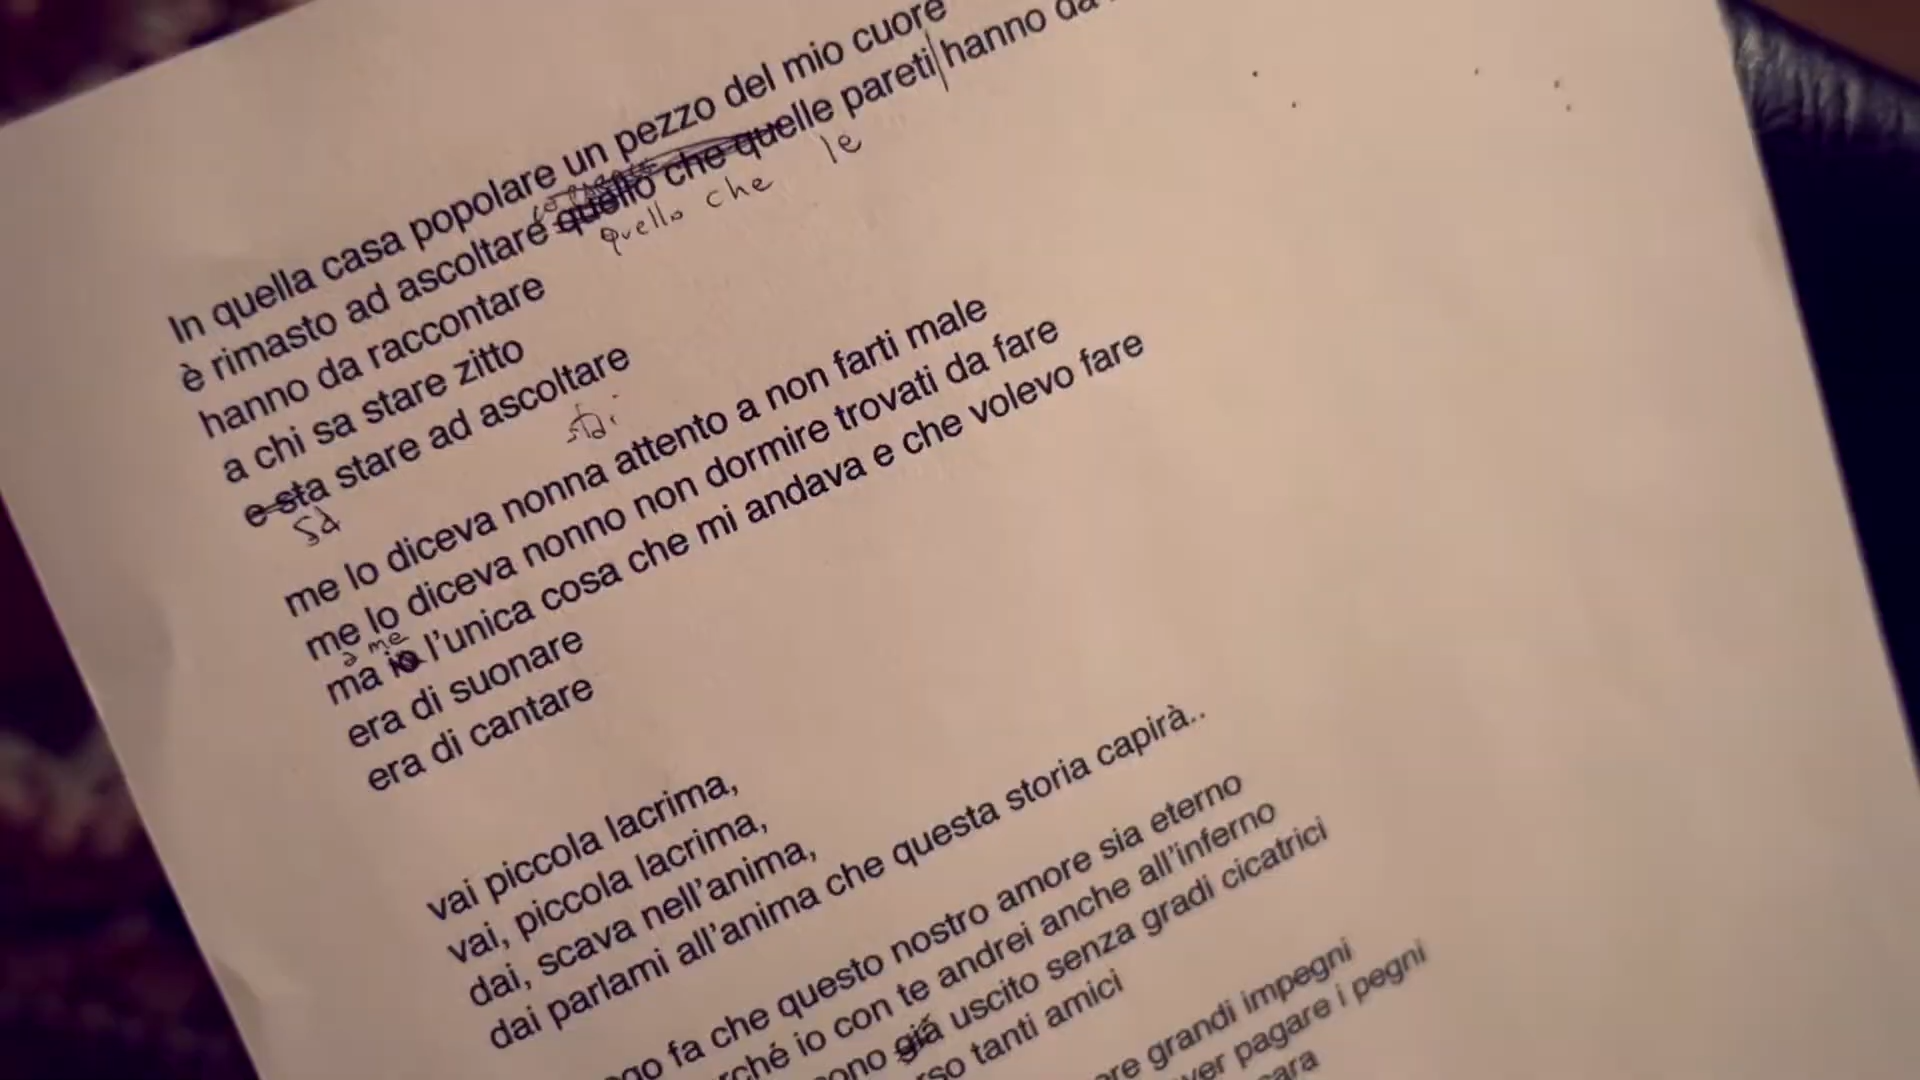 In quella casa popolare un pezzo del mio cuore
è rimasto ad ascoltare quello che quelle pareti hanno da
quello che le
hanno da raccontare
a chi sa stare zitto
e sta stare ad ascoltare
sa
stai
me lo diceva nonna attento a non farti male
me lo diceva nonno non dormire trovati da fare
a me
ma io l'unica cosa che mi andava e che volevo fare
era di suonare
era di cantare
vai piccola lacrima,
vai, piccola lacrima,
dai, scava nell'anima,
dai parlami all'anima che questa storia capirà..
fa che questo nostro amore sia eterno
io con te andrei anche all'inferno
già uscito senza gradi cicatrici
tanti amici
grandi impegni
pagare i pegni